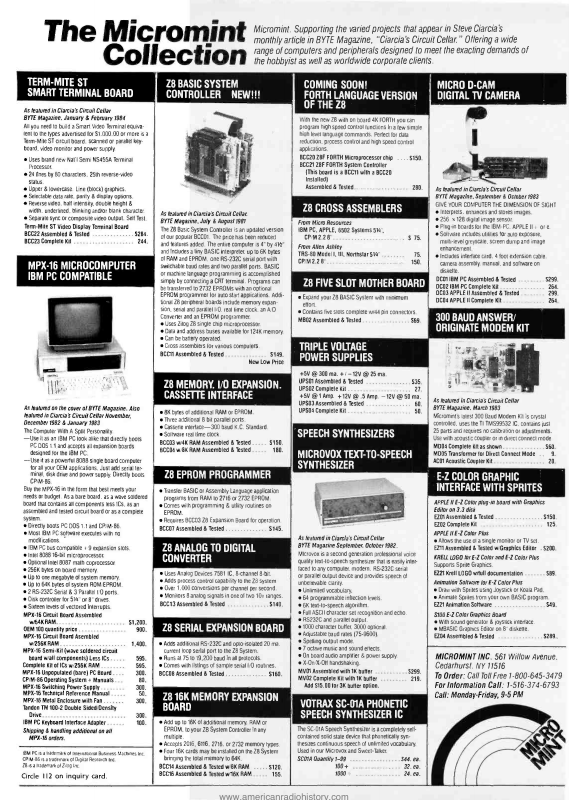 The Micromint
Collection
Micromint. Supporting the varied projects that appear in Steve Ciarcia's
monthly article in BYTE Magazine, "Ciarcia's Circuit Cellar." Offering a wide
range of computers and peripherals designed to meet the exacting demands of
the hobbyist as well as worldwide corporate clients.
TERM-MITE ST
SMART TERMINAL BOARD
As featured in Ciarcia's Circuit Cellar
BYTE Magazine, January & February 1984
All you need to build a Smart Video Terminal equiva-
lent to the types advertised for $1,000.00 or more is a
Term-Mite ST circuit board, scanned or parallel key-
board, video monitor and power supply.
Uses brand new Nat'l Semi NS455A Terminal
Processor.
24 lines by 80 characters, 25th reverse-video
status.
Upper & lowercase. Line (block) graphics.
Selectable data rate, parity & display options.
Reverse video, half intensity, double height &
width, underlined, blinking and/or blank character.
Separate sync or composite video output. Self Test.
Term-Mite ST Video Display Terminal Board
BCC22 Assembled & Tested $284.
BCC23 Complete Kit 244.
MPX-16 MICROCOMPUTER
IBM PC COMPATIBLE
As featured on the cover of BYTE Magazine. Also
featured in Ciarcia's Circuit Cellar November,
December 1982 & January 1983
The Computer With A Split Personality.
—Use it as an IBM PC look alike that directly boots
PC-DOS 1.1 and accepts all expansion boards
designed for the IBM PC.
—Use it as a powerful 8088 single board computer
for all your OEM applications. Just add serial ter-
minal, disk drive and power supply. Directly boots
CP/M-86.
Buy the MPX-16 in the form that best meets your
needs or budget. As a bare board, as a wave soldered
board that contains all components less ICs, as an
assembled and tested circuit board or as a complete
system.
Directly boots PC DOS 1.1 and CP/M-86.
Most IBM PC software executes with no
modifications.
IBM PC bus compatible - 9 expansion slots.
Intel 8088 16-bit microprocessor.
Optional Intel 8087 math coprocessor.
256K bytes on board memory.
Up to one megabyte of system memory.
Up to 64K bytes of system ROM/EPROM.
2 RS-232C Serial & 3 Parallel I/O ports.
Disk controller for 5¼" or 8" drives.
Sixteen levels of vectored Interrupts.
MPX-16 Circuit Board Assembled
w/64K RAM $1,200.
OEM 100 quantity price 900.
MPX-16 Circuit Board Assembled
w/256K RAM 1,400.
MPX-16 Semi-Kit (wave soldered circuit
board w/all components) Less ICs 595.
Complete Kit of ICs w/256K RAM 595.
MPX-16 Unpopulated (bare) PC Board 300.
CP/M-86 Operating System + Manuals 80.
MPX-16 Switching Power Supply 300.
MPX-16 Technical Reference Manual 50.
MPX-16 Metal Enclosure with Fan 300.
Tandon TM 100-2 Double Sided/Density
Drive 300.
IBM PC Keyboard Interface Adapter 100.
Shipping & handling additional on all
MPX-16 orders.
IBM PC is a trademark of International Business Machines Inc.
CP/M-86 is a trademark of Digital Research Inc.
Z8 is a trademark of Zilog Inc.
Circle 112 on inquiry card.
Z8 BASIC SYSTEM
CONTROLLER NEW!!!
As featured in Ciarcia's Circuit Cellar.
BYTE Magazine, July & August 1981
The Z8 Basic System Controller is an updated version
of our popular BCC01. The price has been reduced
and features added. The entire computer is 4" by 4½"
and includes a tiny BASIC interpreter, up to 6K bytes
of RAM and EPROM, one RS-232C serial port with
switchable baud rates and two parallel ports. BASIC
or machine language programming is accomplished
simply by connecting a CRT terminal. Programs can
be transferred to 2732 EPROMs with an optional
EPROM programmer for auto start applications. Addi-
tional Z8 peripheral boards include memory expan-
sion, serial and parallel I/O, real time clock, an A/D
Converter and an EPROM programmer.
Uses Zilog Z8 single chip microprocessor.
Data and address buses available for 124K memory.
Can be battery operated.
Cross assemblers for various computers.
BCC11 Assembled & Tested $149.
New Low Price
Z8 MEMORY, I/O EXPANSION,
CASSETTE INTERFACE
8K bytes of additional RAM or EPROM.
Three additional 8 bit parallel ports.
Cassette interface—300 baud K.C. Standard.
Software real time clock.
BCC03 w/4K RAM Assembled & Tested $150.
BCC04 w/8K RAM Assembled & Tested 180.
Z8 EPROM PROGRAMMER
Transfer BASIC or Assembly Language application
programs from RAM to 2716 or 2732 EPROM.
Comes with programming & utility routines on
EPROM.
Requires BCC03 Z8 Expansion Board for operation.
BCC07 Assembled & Tested $145.
Z8 ANALOG TO DIGITAL
CONVERTER
Uses Analog Devices 7581 IC, 8 channel 8-bit.
Adds process control capability to the Z8 system.
Over 1,000 conversions per channel per second.
Monitors 8 analog signals in one of two 10v ranges.
BCC13 Assembled & Tested $140.
Z8 SERIAL EXPANSION BOARD
Adds additional RS-232C and opto-isolated 20 ma.
current loop serial port to the Z8 System.
Runs at 75 to 19,200 baud in all protocols.
Comes with listings of sample serial I/O routines.
BCC08 Assembled & Tested $160.
Z8 16K MEMORY EXPANSION
BOARD
Add up to 16K of additional memory, RAM or
EPROM, to your Z8 System Controller in any
multiple.
Accepts 2016, 6116, 2716, or 2732 memory types.
Four 16K cards may be installed on the Z8 System
bringing the total memory to 64K.
BCC14 Assembled & Tested w/6K RAM $120.
BCC16 Assembled & Tested w/16K RAM 155.
COMING SOON!
FORTH LANGUAGE VERSION
OF THE Z8
With the new Z8 with on board 4K FORTH you can
program high speed control functions in a few simple
high level language commands. Perfect for data
reduction, process control and high speed control
applications.
BCC20 Z8F FORTH Microprocessor chip $150.
BCC21 Z8F FORTH System Controller
(This board is a BCC11 with a BCC20
installed)
Assembled & Tested 280.
Z8 CROSS ASSEMBLERS
From Micro Resources
IBM PC, APPLE, 6502 Systems 5¼,
CP/M 2.2 8" $ 75.
From Allen Ashley
TRS-80 Model I, III, Northstar 5¼" 75.
CP/M 2.2 8" 150.
Z8 FIVE SLOT MOTHER BOARD
Expand your Z8 BASIC System with minimum
effort.
Contains five slots complete w/44 pin connectors.
MB02 Assembled & Tested $69.
TRIPLE VOLTAGE
POWER SUPPLIES
+5V @ 300 ma. + / – 12V @ 25 ma.
UPS01 Assembled & Tested $35.
UPS02 Complete Kit 27.
+5V @ 1 Amp. +12V @ .5 Amp. – 12V @ 50 ma.
UPS03 Assembled & Tested 60.
UPS04 Complete Kit 50.
SPEECH SYNTHESIZERS
MICROVOX TEXT-TO-SPEECH
SYNTHESIZER
As featured in Ciarcia's Circuit Cellar
BYTE Magazine September, October 1982.
Microvox is a second generation professional voice
quality text-to-speech synthesizer that is easily inter-
faced to any computer, modem, RS-232C serial
or parallel output device and provides speech of
unbelievable clarity.
Unlimited vocabulary.
64 programmable inflection levels.
6K text-to-speech algorithm.
Full ASCII character set recognition and echo.
RS232C and parallel output.
1000 character buffer, 3000 optional.
Adjustable baud rates (75-9600).
Spelling output mode.
7 octave music and sound effects.
On board audio amplifier & power supply.
X-On/X-Off handshaking.
MV01 Assembled with 1K buffer $299.
MV02 Complete Kit with 1K buffer 219.
Add $15.00 for 3K buffer option.
VOTRAX SC-01A PHONETIC
SPEECH SYNTHESIZER IC
The SC-01A Speech Synthesizer is a completely self-
contained solid state device that phonetically syn-
thesizes continuous speech of unlimited vocabulary.
Used in our Microvox and Sweet-Talker.
SC01A Quantity 1-99 $44. ea.
100 + 32. ea.
1000 + 24. ea.
MICRO D-CAM
DIGITAL TV CAMERA
As featured in Ciarcia's Circuit Cellar
BYTE Magazine, September & October 1983
GIVE YOUR COMPUTER THE DIMENSION OF SIGHT
Interprets, enhances and stores images.
256 x 128 digital image sensor.
Plug-in boards for the IBM PC, APPLE II + or e.
Software includes utilities for auto exposure,
multi-level greyscale, screen dump and image
enhancement.
Includes interface card, 4 foot extension cable,
camera assembly, manual, and software on
diskette.
DC01 IBM PC Assembled & Tested $299.
DC02 IBM PC Complete Kit 264.
DC03 APPLE II Assembled & Tested 299.
DC04 APPLE II Complete Kit 264.
300 BAUD ANSWER/
ORIGINATE MODEM KIT
As featured in Ciarcia's Circuit Cellar
BYTE Magazine, March 1983
Micromint's latest 300 Baud Modem Kit is crystal
controlled, uses the TI TMS99532 IC, contains just
25 parts and requires no calibration or adjustments.
Use with acoustic coupler or in direct connect mode.
MD04 Complete Kit as shown $60.
MD05 Transformer for Direct Connect Mode 9.
AC01 Acoustic Coupler Kit 20.
E-Z COLOR GRAPHIC
INTERFACE WITH SPRITES
APPLE II E-Z Color plug-in board with Graphics
Editor on 3.3 disk
EZ01 Assembled & Tested $150.
EZ02 Complete Kit 125.
APPLE II E-Z Color Plus
Allows the use of a single monitor or TV set.
EZ11 Assembled & Tested w/Graphics Editor $200.
KRELL LOGO for E-Z Color and E-Z Color Plus
Supports Sprite Graphics.
EZ21 Krell LOGO w/full documentation $89.
Animation Software for E-Z Color Plus
Draw with Sprites using Joystick or Koala Pad.
Animate Sprites from your own BASIC program.
EZ21 Animation Software $49.
S100 E-Z Color Graphics Board
With sound generator & joystick interface.
MBASIC Graphics Editor on 8" diskette.
EZ04 Assembled & Tested $289.
MICROMINT INC. 561 Willow Avenue,
Cedarhurst, NY 11516
To Order: Call Toll Free 1-800-645-3479
For Information Call: 1-516-374-6793
Call: Monday-Friday, 9-5 PM
MICRO
MINT
www.americanradiohistory.com